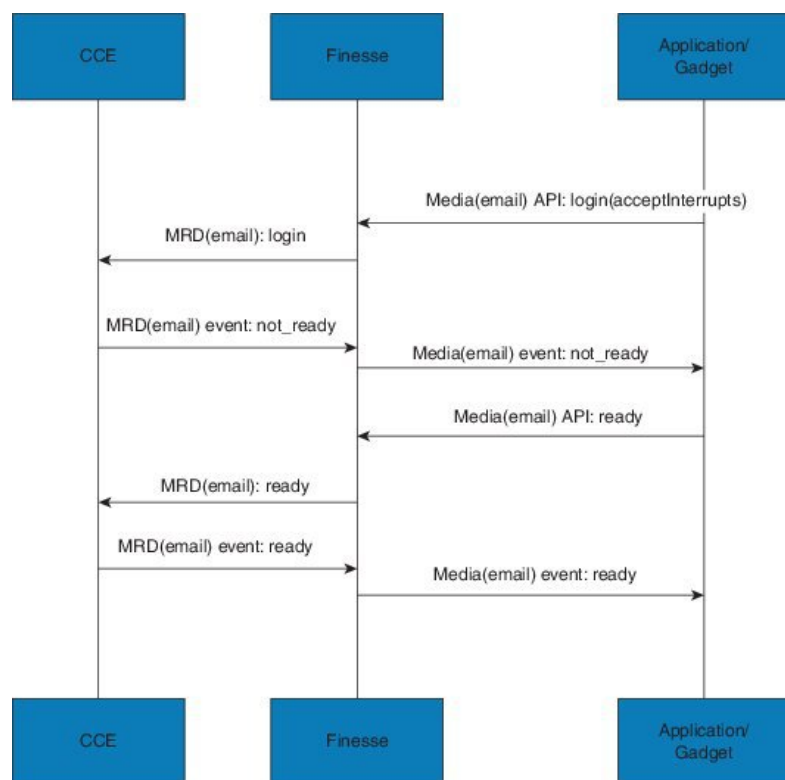 CCE
Finesse
Application/
Gadget
Media(email) API: login(acceptInterrupts)
MRD(email): login
MRD(email) event: not_ready
Media(email) event: not_ready
Media(email) API: ready
MRD(email): ready
MRD(email) event: ready
Media(email) event: ready
CCE
Finesse
Application/
Gadget